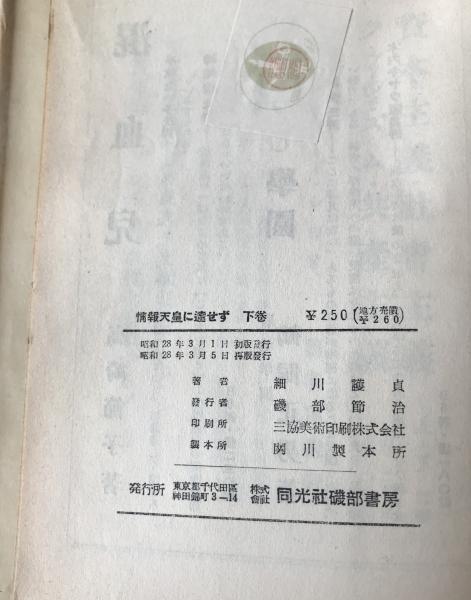 情報天皇に達せず 下巻 ¥250(地方売價 ¥260)
昭和28年3月1日 初版発行
昭和28年3月5日 再版發行
著者 細川護貞
發行者 磯部節治
印刷所 三協美術印刷株式会社
製本所 関川製本所
発行所 東京都千代田區神田錦町3-14 株式會社 同光社磯部書房